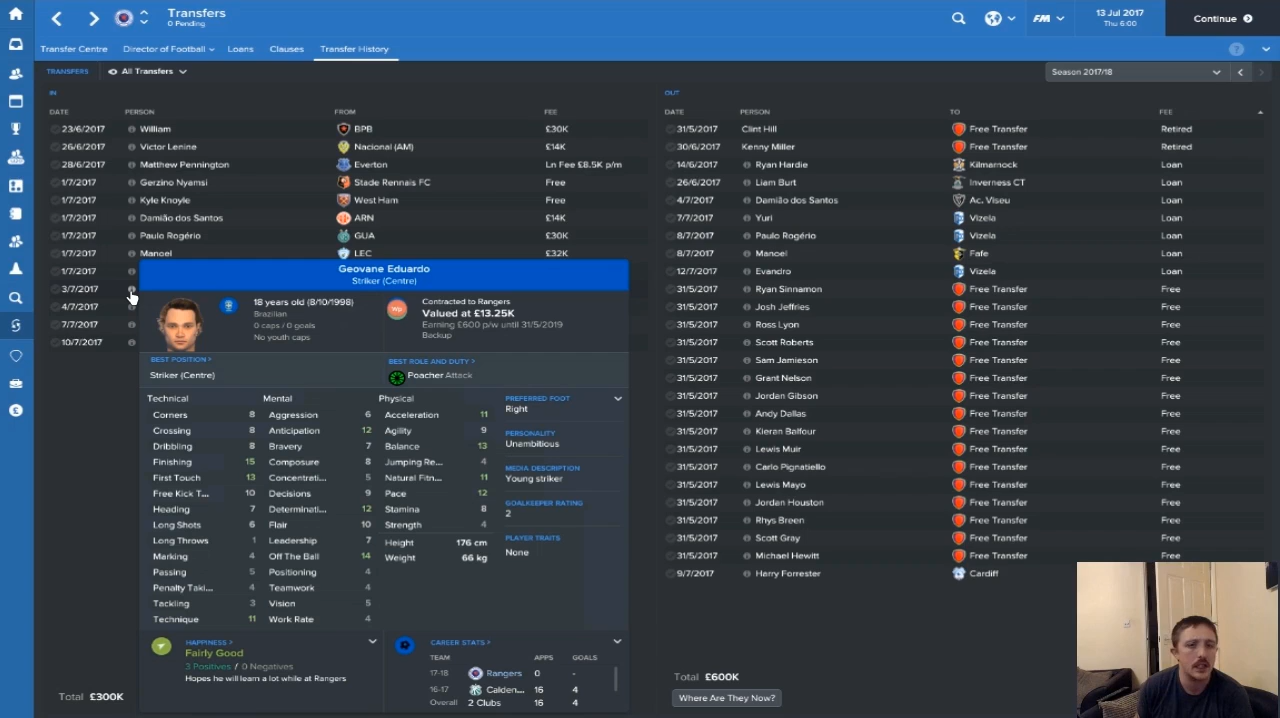 Transfers
0 Pending
FM
13 Jul 2017
Thu 6:00
Continue
Transfer Centre Director of Football Loans Clauses Transfer History
?
TRANSFERS All Transfers
Season 2017/18
IN
DATE PERSON FROM FEE
23/6/2017 William BPB £30K
26/6/2017 Victor Lenine Nacional (AM) £14K
28/6/2017 Matthew Pennington Everton Ln Fee £8.5K p/m
1/7/2017 Gerzino Nyamsi Stade Rennais FC Free
1/7/2017 Kyle Knoyle West Ham Free
1/7/2017 Damião dos Santos ARN £14K
1/7/2017 Paulo Rogério GUA £30K
1/7/2017 Manoel LEC £32K
1/7/2017
3/7/2017
4/7/2017
7/7/2017
10/7/2017
Total £300K
Geovane Eduardo
Striker (Centre)
18 years old (8/10/1998)
Brazilian
0 caps / 0 goals
No youth caps
Wp
Contracted to Rangers
Valued at £13.25K
Earning £600 p/w until 31/5/2019
Backup
BEST POSITION >
Striker (Centre)
BEST ROLE AND DUTY >
Poacher Attack
Technical Mental Physical
Corners 8 Aggression 6 Acceleration 11
Crossing 8 Anticipation 12 Agility 9
Dribbling 8 Bravery 7 Balance 13
Finishing 15 Composure 8 Jumping Re... 4
First Touch 13 Concentrati... 5 Natural Fitn... 11
Free Kick T... 10 Decisions 9 Pace 12
Heading 7 Determinati... 12 Stamina 8
Long Shots 6 Flair 10 Strength 4
Long Throws 1 Leadership 7 Height 176 cm
Marking 4 Off The Ball 14 Weight 66 kg
Passing 5 Positioning 4
Penalty Taki... 4 Teamwork 4
Tackling 3 Vision 5
Technique 11 Work Rate 4
PREFERRED FOOT
Right
PERSONALITY
Unambitious
MEDIA DESCRIPTION
Young striker
GOALKEEPER RATING
2
PLAYER TRAITS
None
HAPPINESS >
Fairly Good
3 Positives / 0 Negatives
Hopes he will learn a lot while at Rangers
CAREER STATS >
TEAM APPS GOALS
17-18 Rangers 0 -
16-17 Calden... 16 4
Overall 2 Clubs 16 4
OUT
DATE PERSON TO FEE
31/5/2017 Clint Hill Free Transfer Retired
30/6/2017 Kenny Miller Free Transfer Retired
14/6/2017 Ryan Hardie Kilmarnock Loan
26/6/2017 Liam Burt Inverness CT Loan
4/7/2017 Damião dos Santos Ac. Viseu Loan
7/7/2017 Yuri Vizela Loan
8/7/2017 Paulo Rogério Vizela Loan
8/7/2017 Manoel Fafe Loan
12/7/2017 Evandro Vizela Loan
31/5/2017 Ryan Sinnamon Free Transfer Free
31/5/2017 Josh Jeffries Free Transfer Free
31/5/2017 Ross Lyon Free Transfer Free
31/5/2017 Scott Roberts Free Transfer Free
31/5/2017 Sam Jamieson Free Transfer Free
31/5/2017 Grant Nelson Free Transfer Free
31/5/2017 Jordan Gibson Free Transfer Free
31/5/2017 Andy Dallas Free Transfer Free
31/5/2017 Kieran Balfour Free Transfer Free
31/5/2017 Lewis Muir Free Transfer Free
31/5/2017 Carlo Pignatiello Free Transfer Free
31/5/2017 Lewis Mayo Free Transfer Free
31/5/2017 Jordan Houston Free Transfer Free
31/5/2017 Rhys Breen Free Transfer Free
31/5/2017 Scott Gray Free Transfer Free
31/5/2017 Michael Hewitt Free Transfer Free
9/7/2017 Harry Forrester Cardiff
Total £600K
Where Are They Now?